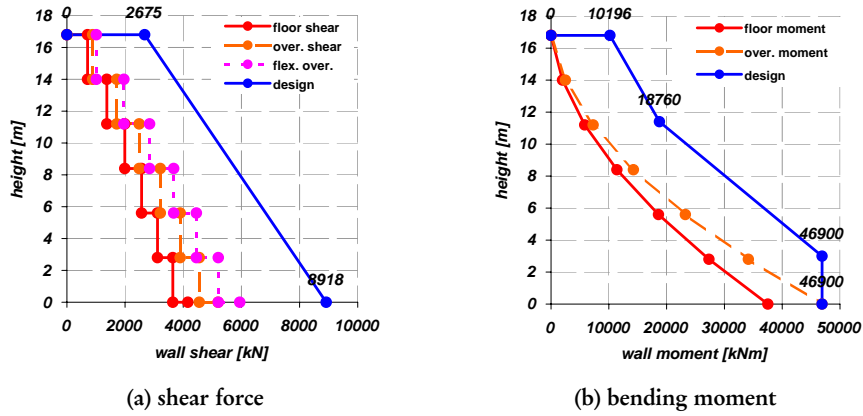 0 2675
18
16
14
12
10
8
6
4
2
0
height [m]
floor shear
over. shear
flex. over.
design
8918
0 2000 4000 6000 8000 10000
wall shear [kN]
(a) shear force
0 10196
18
16
14
12
10
8
6
4
2
0
height [m]
floor moment
over. moment
design
18760
46900
46900
0 10000 20000 30000 40000 50000
wall moment [kNm]
(b) bending moment